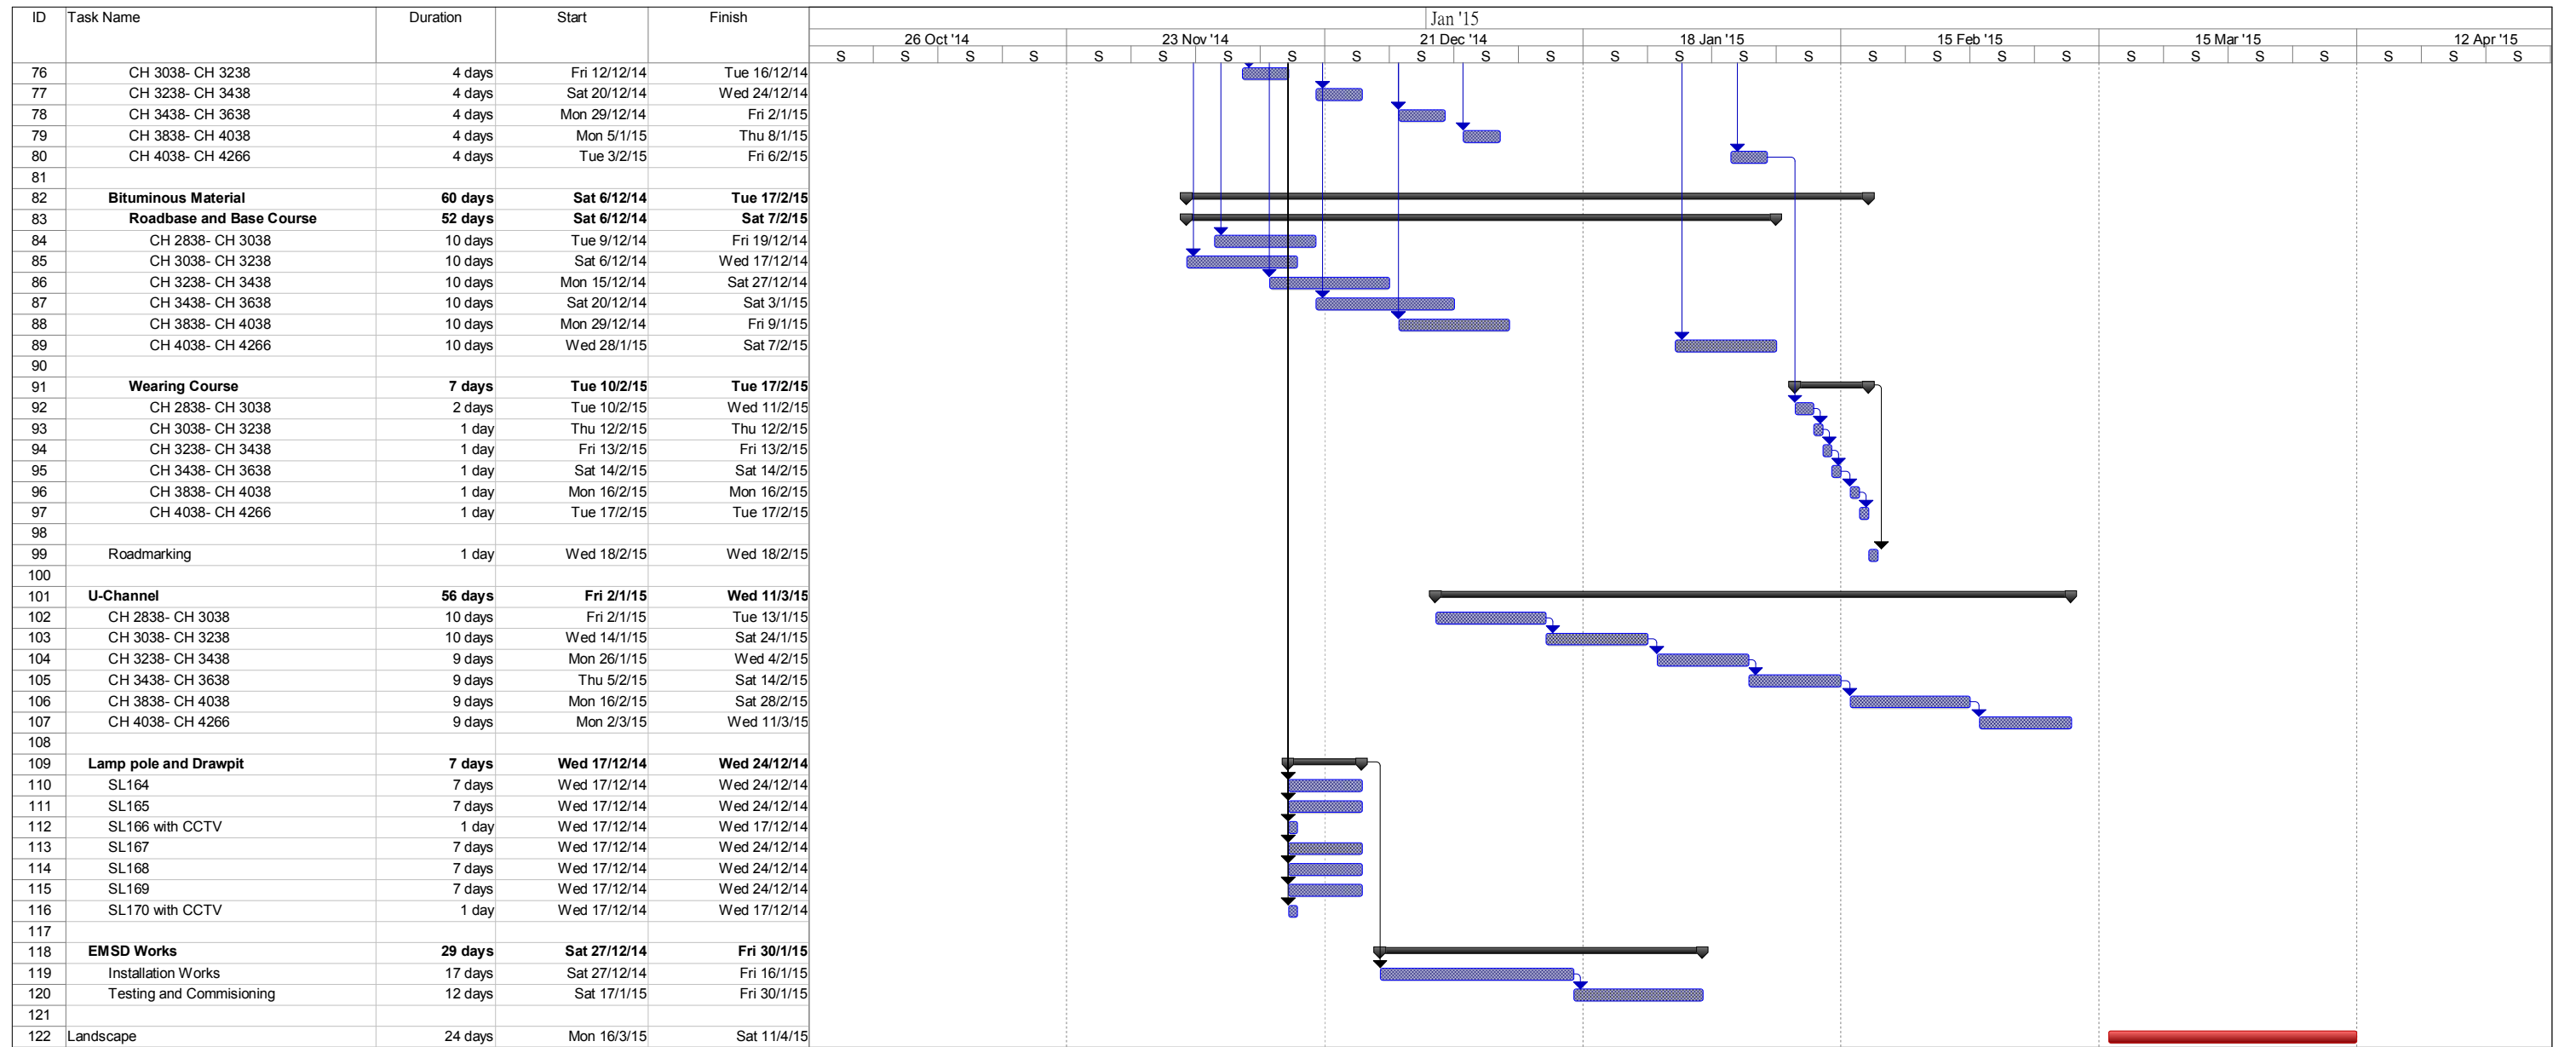 ID Task Name Duration Start Finish Jan '15
26 Oct '14 23 Nov '14 21 Dec '14 18 Jan '15 15 Feb '15 15 Mar '15 12 Apr '15
S S S S S S S S S S S S S S S S S S S S S S S S S S S
76 CH 3038- CH 3238 4 days Fri 12/12/14 Tue 16/12/14
77 CH 3238- CH 3438 4 days Sat 20/12/14 Wed 24/12/14
78 CH 3438- CH 3638 4 days Mon 29/12/14 Fri 2/1/15
79 CH 3838- CH 4038 4 days Mon 5/1/15 Thu 8/1/15
80 CH 4038- CH 4266 4 days Tue 3/2/15 Fri 6/2/15
81
82 Bituminous Material 60 days Sat 6/12/14 Tue 17/2/15
83 Roadbase and Base Course 52 days Sat 6/12/14 Sat 7/2/15
84 CH 2838- CH 3038 10 days Tue 9/12/14 Fri 19/12/14
85 CH 3038- CH 3238 10 days Sat 6/12/14 Wed 17/12/14
86 CH 3238- CH 3438 10 days Mon 15/12/14 Sat 27/12/14
87 CH 3438- CH 3638 10 days Sat 20/12/14 Sat 3/1/15
88 CH 3838- CH 4038 10 days Mon 29/12/14 Fri 9/1/15
89 CH 4038- CH 4266 10 days Wed 28/1/15 Sat 7/2/15
90
91 Wearing Course 7 days Tue 10/2/15 Tue 17/2/15
92 CH 2838- CH 3038 2 days Tue 10/2/15 Wed 11/2/15
93 CH 3038- CH 3238 1 day Thu 12/2/15 Thu 12/2/15
94 CH 3238- CH 3438 1 day Fri 13/2/15 Fri 13/2/15
95 CH 3438- CH 3638 1 day Sat 14/2/15 Sat 14/2/15
96 CH 3838- CH 4038 1 day Mon 16/2/15 Mon 16/2/15
97 CH 4038- CH 4266 1 day Tue 17/2/15 Tue 17/2/15
98
99 Roadmarking 1 day Wed 18/2/15 Wed 18/2/15
100
101 U-Channel 56 days Fri 2/1/15 Wed 11/3/15
102 CH 2838- CH 3038 10 days Fri 2/1/15 Tue 13/1/15
103 CH 3038- CH 3238 10 days Wed 14/1/15 Sat 24/1/15
104 CH 3238- CH 3438 9 days Mon 26/1/15 Wed 4/2/15
105 CH 3438- CH 3638 9 days Thu 5/2/15 Sat 14/2/15
106 CH 3838- CH 4038 9 days Mon 16/2/15 Sat 28/2/15
107 CH 4038- CH 4266 9 days Mon 2/3/15 Wed 11/3/15
108
109 Lamp pole and Drawpit 7 days Wed 17/12/14 Wed 24/12/14
110 SL164 7 days Wed 17/12/14 Wed 24/12/14
111 SL165 7 days Wed 17/12/14 Wed 24/12/14
112 SL166 with CCTV 1 day Wed 17/12/14 Wed 17/12/14
113 SL167 7 days Wed 17/12/14 Wed 24/12/14
114 SL168 7 days Wed 17/12/14 Wed 24/12/14
115 SL169 7 days Wed 17/12/14 Wed 24/12/14
116 SL170 with CCTV 1 day Wed 17/12/14 Wed 17/12/14
117
118 EMSD Works 29 days Sat 27/12/14 Fri 30/1/15
119 Installation Works 17 days Sat 27/12/14 Fri 16/1/15
120 Testing and Commisioning 12 days Sat 17/1/15 Fri 30/1/15
121
122 Landscape 24 days Mon 16/3/15 Sat 11/4/15